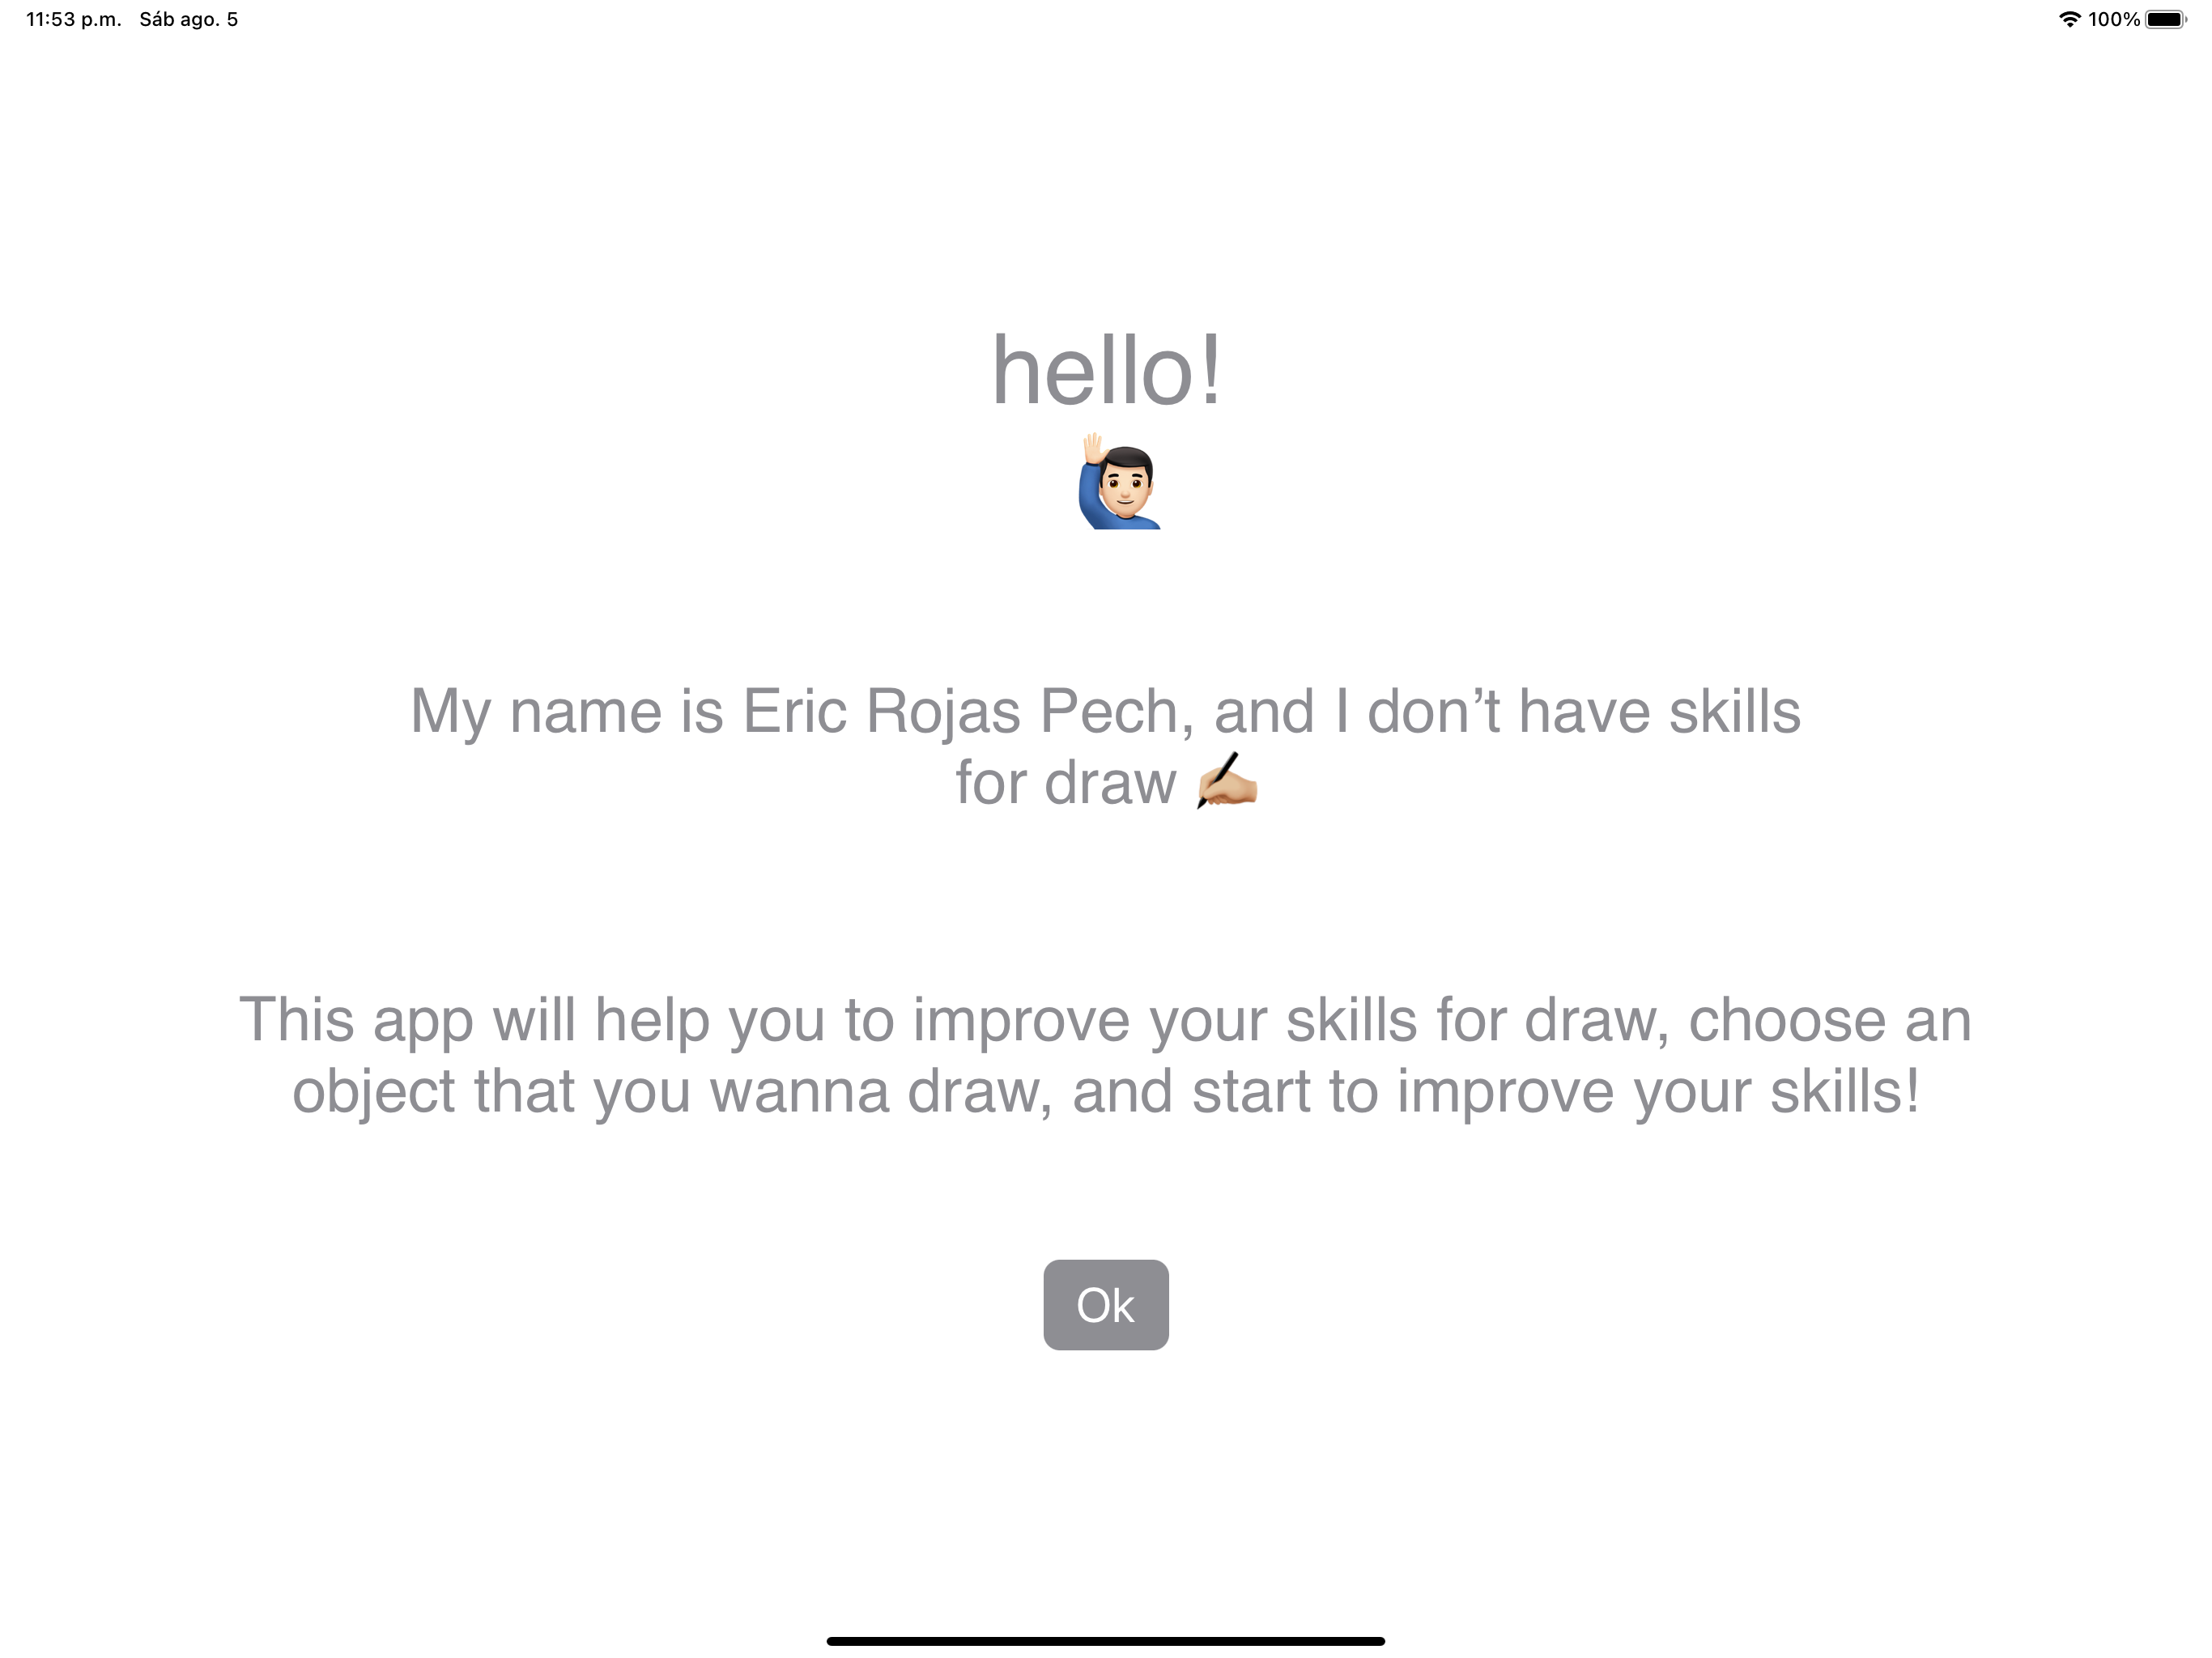 11:53 p.m. Sáb ago. 5 100%
hello!
My name is Eric Rojas Pech, and I don’t have skills
for draw ✍🏼
This app will help you to improve your skills for draw, choose an
object that you wanna draw, and start to improve your skills!
Ok